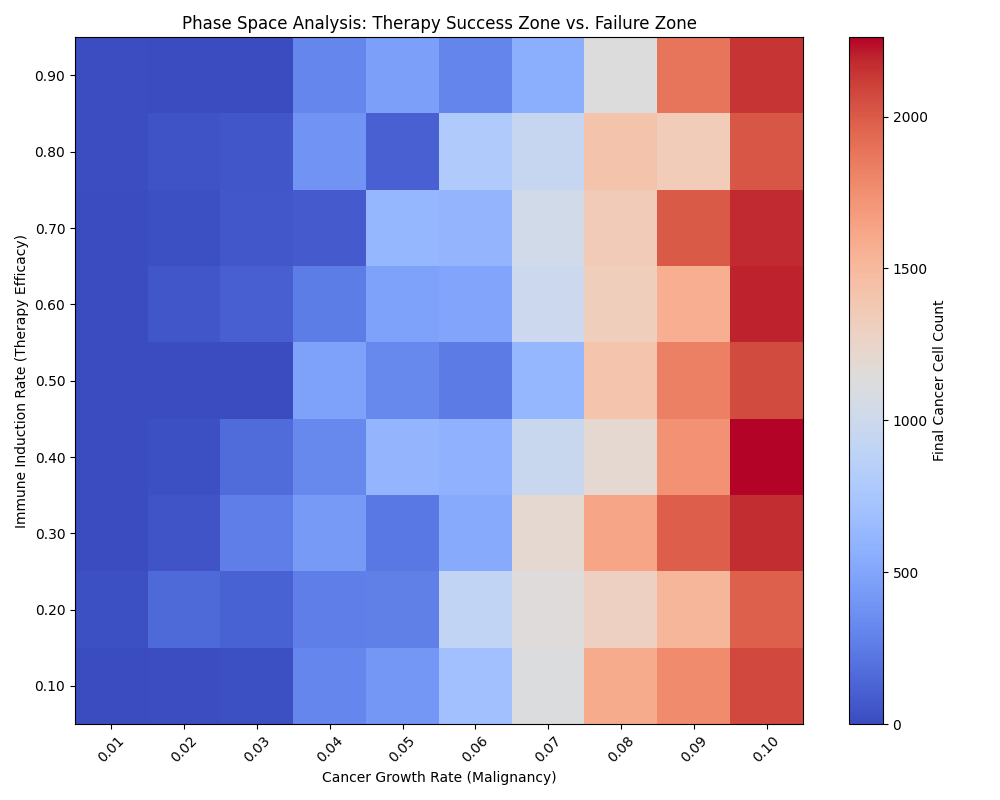 Phase Space Analysis: Therapy Success Zone vs. Failure Zone
Immune Induction Rate (Therapy Efficacy)
0.90
0.80
0.70
0.60
0.50
0.40
0.30
0.20
0.10
0.01 0.02 0.03 0.04 0.05 0.06 0.07 0.08 0.09 0.10
Cancer Growth Rate (Malignancy)
2000
1500
1000
500
0
Final Cancer Cell Count